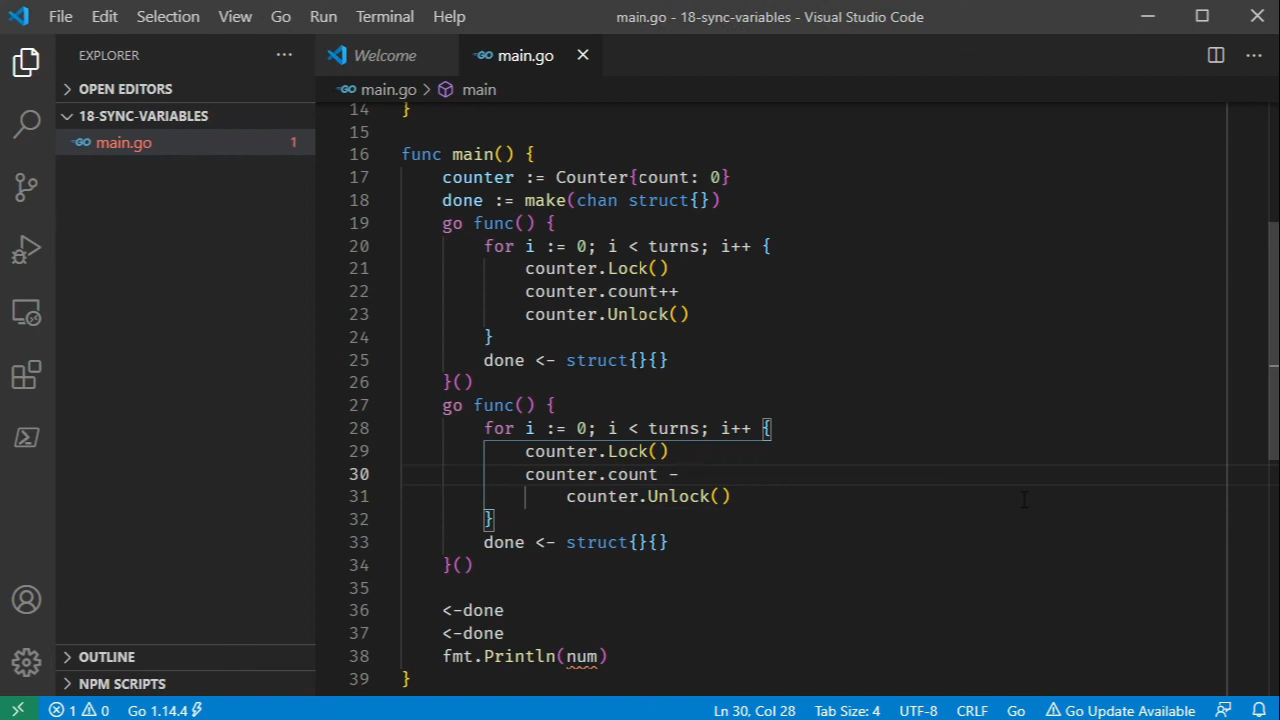 File Edit Selection View Go Run Terminal Help
main.go - 18-sync-variables - Visual Studio Code
EXPLORER
Welcome
GO main.go
OPEN EDITORS
18-SYNC-VARIABLES
GO main.go 1
OUTLINE
NPM SCRIPTS
GO main.go > main
14 }
15
16 func main() {
17 counter := Counter{count: 0}
18 done := make(chan struct{})
19 go func() {
20 for i := 0; i < turns; i++ {
21 counter.Lock()
22 counter.count++
23 counter.Unlock()
24 }
25 done <- struct{}{}
26 }()
27 go func() {
28 for i := 0; i < turns; i++ {
29 counter.Lock()
30 counter.count -
31 counter.Unlock()
32 }
33 done <- struct{}{}
34 }()
35
36 <-done
37 <-done
38 fmt.Println(num)
39 }
1 0 Go 1.14.4 Ln 30, Col 28 Tab Size: 4 UTF-8 CRLF Go Go Update Available